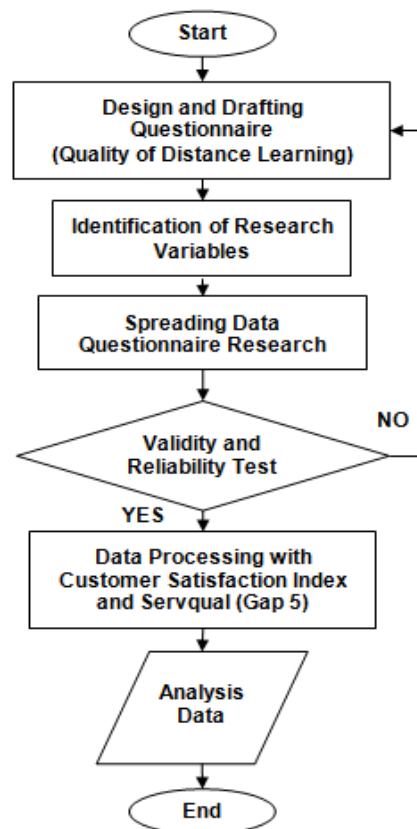 Start
Design and Drafting
Questionnaire
(Quality of Distance Learning)
Identification of Research
Variables
Spreading Data
Questionnaire Research
NO
Validity and
Reliability Test
YES
Data Processing with
Customer Satisfaction Index
and Servqual (Gap 5)
Analysis
Data
End